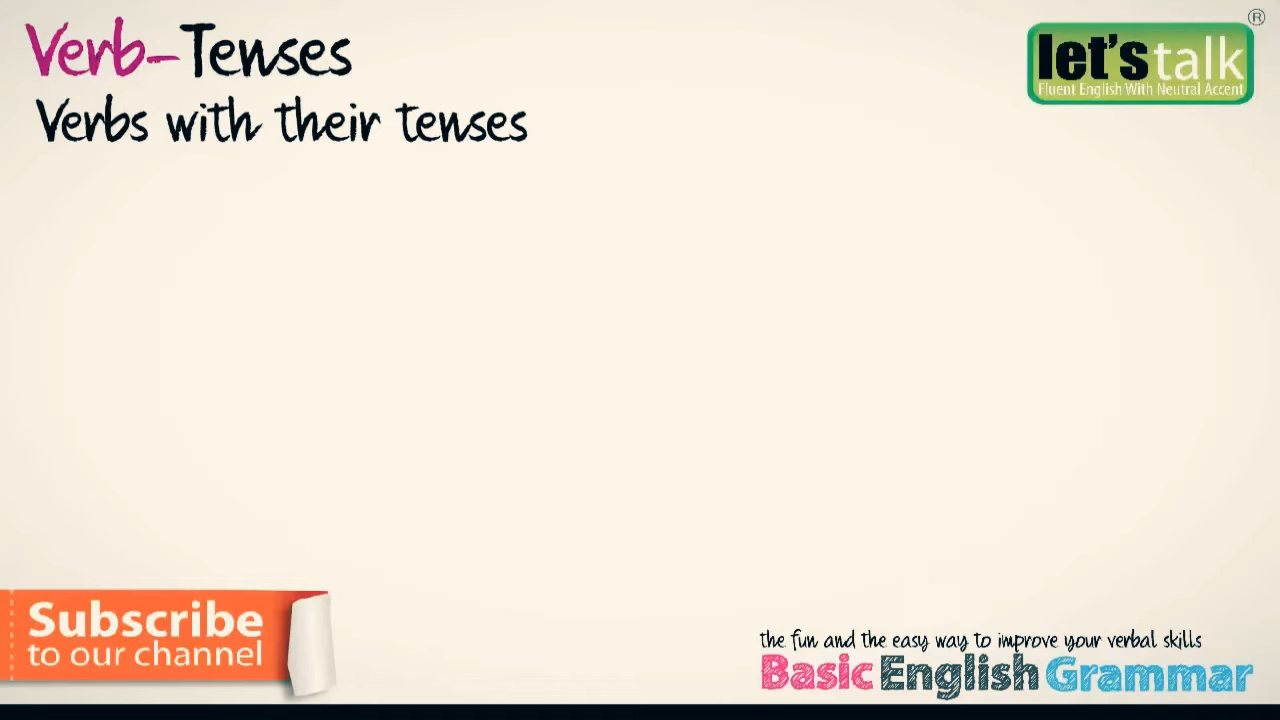 Verb-Tenses
Verbs with their tenses
®
let's talk
Fluent English With Neutral Accent
Subscribe
to our channel
the fun and the easy way to improve your verbal skills
Basic English Grammar